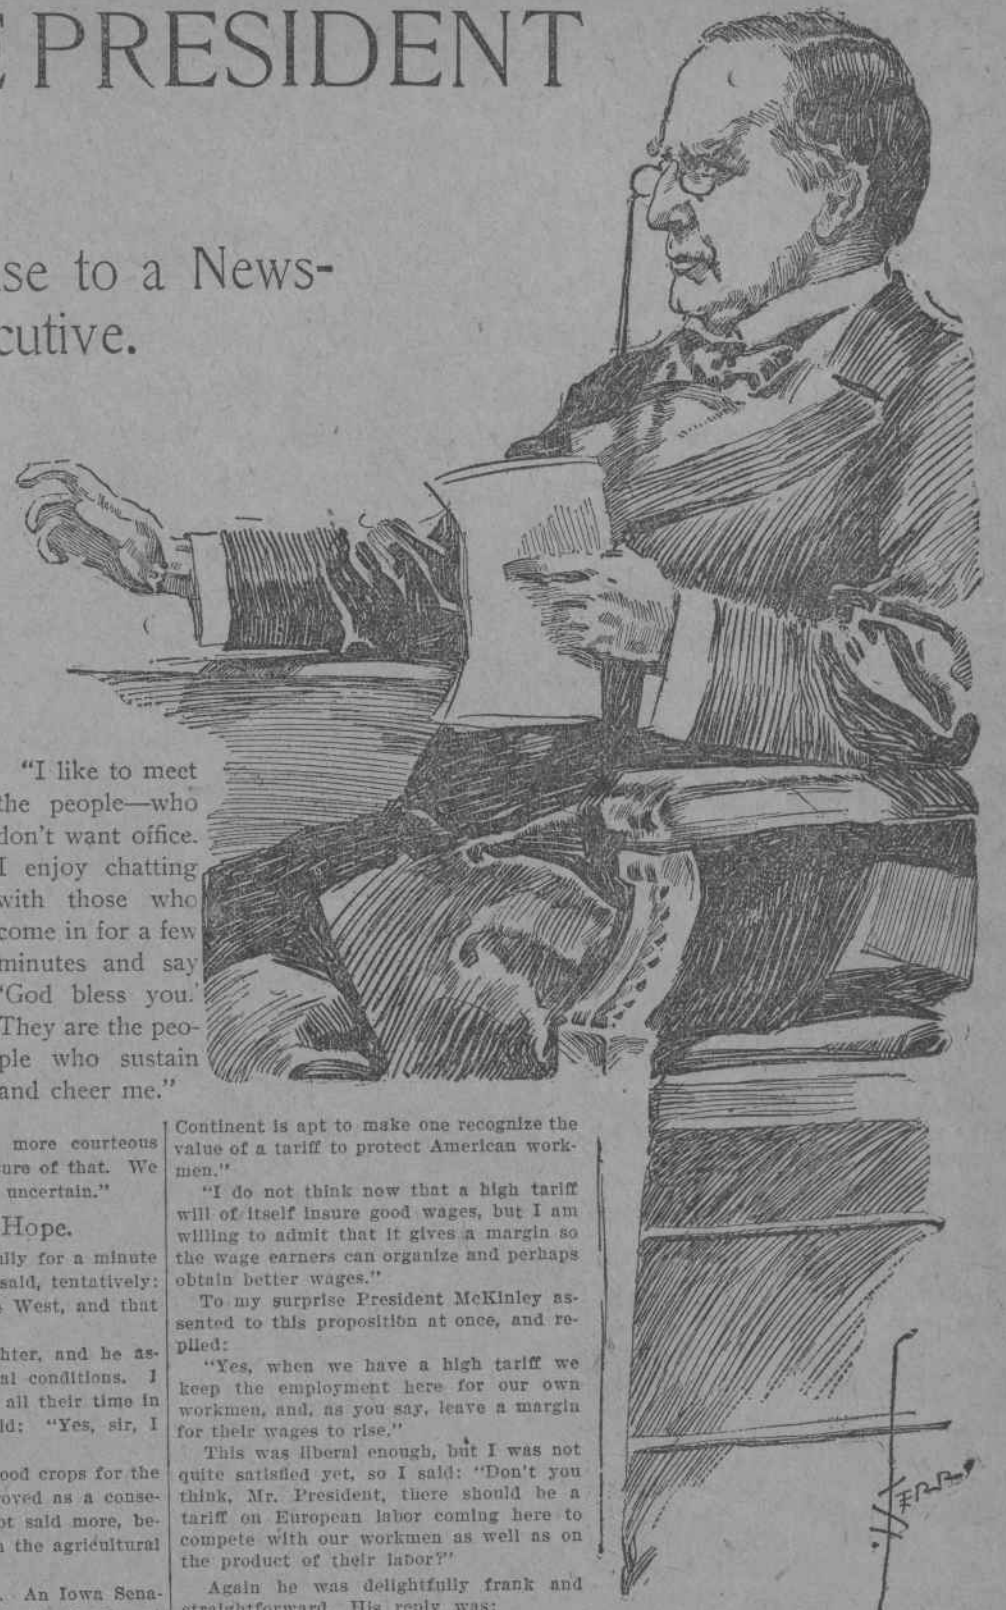 E PRESIDENT
se to a News-
cutive.
"I like to meet
the people—who
don't want office.
I enjoy chatting
with those who
come in for a few
minutes and say
'God bless you.'
They are the peo-
ple who sustain
and cheer me."
more courteous
ure of that. We
uncertain."
Hope.
lly for a minute
said, tentatively:
West, and that
hter, and he as-
al conditions. I
all their time in
ld: "Yes, sir, I
ood crops for the
oved as a conse-
ot said more, be-
the agricultural
. An Iowa Sena-
Continent is apt to make one recognize the
value of a tariff to protect American work-
men."
"I do not think now that a high tariff
will of itself insure good wages, but I am
willing to admit that it gives a margin so
the wage earners can organize and perhaps
obtain better wages."
To my surprise President McKinley as-
sented to this proposition at once, and re-
plied:
"Yes, when we have a high tariff we
keep the employment here for our own
workmen, and, as you say, leave a margin
for their wages to rise."
This was liberal enough, but I was not
quite satisfied yet, so I said: "Don't you
think, Mr. President, there should be a
tariff on European labor coming here to
compete with our workmen as well as on
the product of their labor?"
Again he was delightfully frank and
straightforward. His reply was: